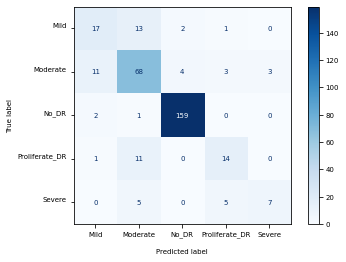 Mild 17 13 2 1 0
Moderate 11 68 4 3 3
No_DR 2 1 159 0 0
Proliferate_DR 1 11 0 14 0
Severe 0 5 0 5 7
Mild Moderate No_DR Proliferate_DR Severe
Predicted label
True label
140
120
100
80
60
40
20
0